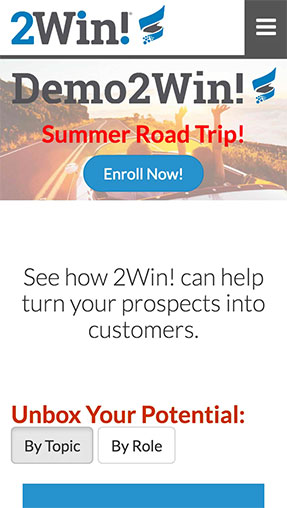 2Win!
Demo2Win!
Summer Road Trip!
Enroll Now!
See how 2Win! can help
turn your prospects into
customers.
Unbox Your Potential:
By Topic
By Role